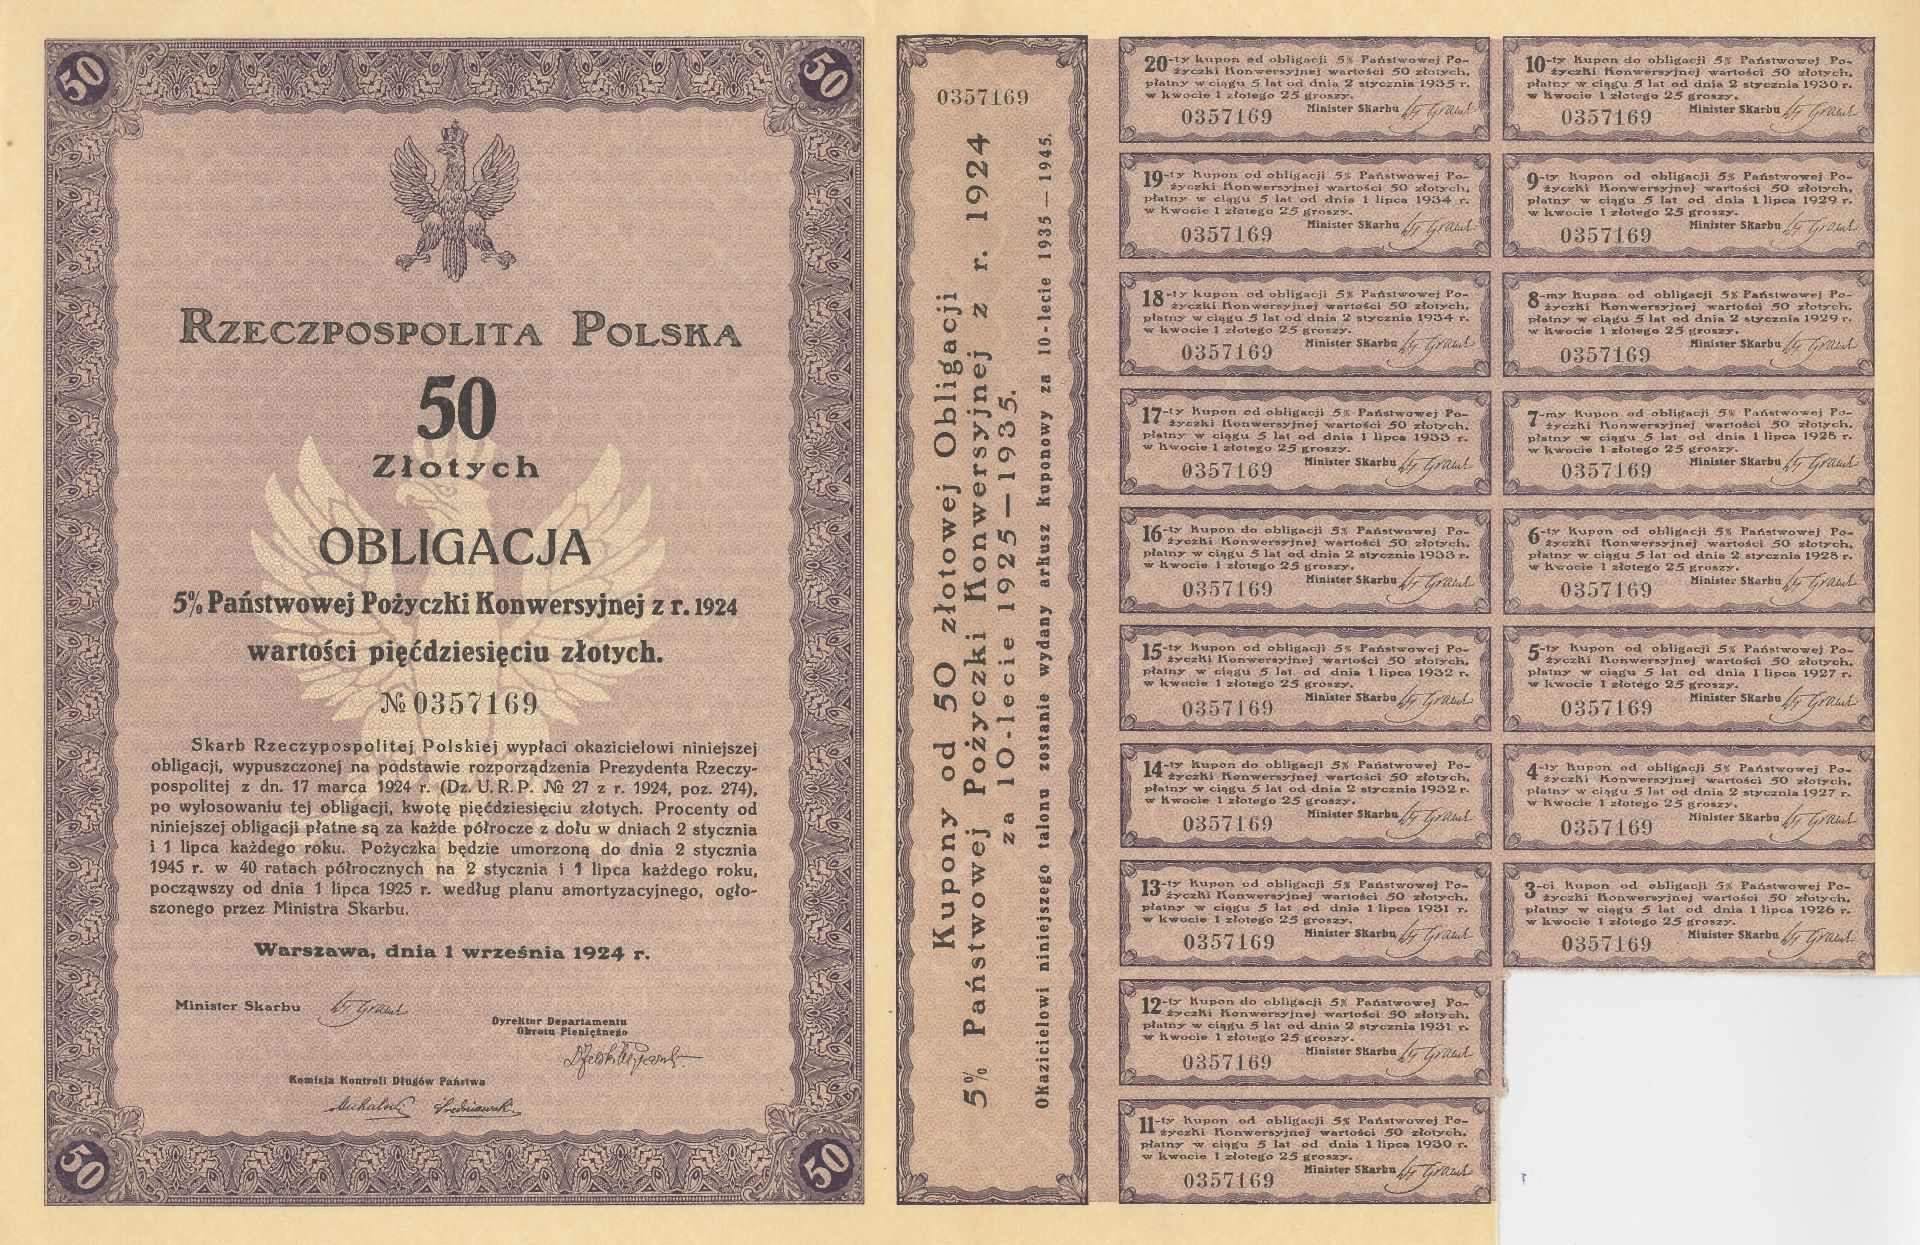 50
50
RZECZPOSPOLITA POLSKA
50
Złotych
OBLIGACJA
5% Państwowej Pożyczki Konwersyjnej z r. 1924
wartości pięćdziesięciu złotych.
№ 0357169
Skarb Rzeczypospolitej Polskiej wypłaci okazicielowi niniejszej
obligacji, wypuszczonej na podstawie rozporządzenia Prezydenta Rzeczy-
pospolitej z dn. 17 marca 1924 r. (Dz. U. R. P. № 27 z r. 1924, poz. 274),
po wylosowaniu tej obligacji, kwotę pięćdziesięciu złotych. Procenty od
niniejszej obligacji płatne są za każde półrocze z dołu w dniach 2 stycznia
i 1 lipca każdego roku. Pożyczka będzie umorzoną do dnia 2 stycznia
1945 r. w 40 ratach półrocznych na 2 stycznia i 1 lipca każdego roku,
począwszy od dnia 1 lipca 1925 r. według planu amortyzacyjnego, ogło-
szonego przez Ministra Skarbu.
Warszawa, dnia 1 września 1924 r.
Minister Skarbu
Dyrektor Departamentu
Obrotu Pieniężnego
Komisja Kontroli Długów Państwa
50
50
0357169
Kupony od 50 złotowej Obligacji
5% Państwowej Pożyczki Konwersyjnej z r. 1924
za 10-lecie 1925—1935.
Okazicielowi niniejszego talonu zostanie wydany arkusz kuponowy za 10-lecie 1935—1945.
20-ty kupon od obligacji 5% Państwowej Po-
życzki Konwersyjnej wartości 50 złotych,
płatny w ciągu 5 lat od dnia 2 stycznia 1935 r.
w kwocie 1 złotego 25 groszy.
Minister Skarbu
0357169
19-ty Kupon od obligacji 5% Państwowej Po-
życzki Konwersyjnej wartości 50 złotych,
płatny w ciągu 5 lat od dnia 1 lipca 1934 r.
w kwocie 1 złotego 25 groszy.
Minister Skarbu
0357169
18-ty kupon od obligacji 5% Państwowej Po-
życzki Konwersyjnej wartości 50 złotych,
płatny w ciągu 5 lat od dnia 2 stycznia 1934 r.
w kwocie 1 złotego 25 groszy.
Minister Skarbu
0357169
17-ty Kupon od obligacji 5% Państwowej Po-
życzki Konwersyjnej wartości 50 złotych,
płatny w ciągu 5 lat od dnia 1 lipca 1933 r.
w kwocie 1 złotego 25 groszy.
Minister Skarbu
0357169
16-ty Kupon do obligacji 5% Państwowej Po-
życzki Konwersyjnej wartości 50 złotych,
płatny w ciągu 5 lat od dnia 2 stycznia 1933 r.
w kwocie 1 złotego 25 groszy.
Minister Skarbu
0357169
15-ty Kupon od obligacji 5% Państwowej Po-
życzki Konwersyjnej wartości 50 złotych,
płatny w ciągu 5 lat od dnia 1 lipca 1932 r.
w kwocie 1 złotego 25 groszy.
Minister Skarbu
0357169
14-ty Kupon do obligacji 5% Państwowej Po-
życzki Konwersyjnej wartości 50 złotych,
płatny w ciągu 5 lat od dnia 2 stycznia 1932 r.
w kwocie 1 złotego 25 groszy.
Minister Skarbu
0357169
13-ty Kupon od obligacji 5% Państwowej Po-
życzki Konwersyjnej wartości 50 złotych,
płatny w ciągu 5 lat od dnia 1 lipca 1931 r.
w kwocie 1 złotego 25 groszy.
Minister Skarbu
0357169
12-ty Kupon do obligacji 5% Państwowej Po-
życzki Konwersyjnej wartości 50 złotych,
płatny w ciągu 5 lat od dnia 2 stycznia 1931 r.
w kwocie 1 złotego 25 groszy.
Minister Skarbu
0357169
11-ty Kupon od obligacji 5% Państwowej Po-
życzki Konwersyjnej wartości 50 złotych,
płatny w ciągu 5 lat od dnia 1 lipca 1930 r.
w kwocie 1 złotego 25 groszy.
Minister Skarbu
0357169
10-ty Kupon do obligacji 5% Państwowej Po-
życzki Konwersyjnej wartości 50 złotych,
płatny w ciągu 5 lat od dnia 2 stycznia 1930 r.
w kwocie 1 złotego 25 groszy.
Minister Skarbu
0357169
9-ty Kupon od obligacji 5% Państwowej Po-
życzki Konwersyjnej wartości 50 złotych,
płatny w ciągu 5 lat od dnia 1 lipca 1929 r.
w kwocie 1 złotego 25 groszy.
Minister Skarbu
0357169
8-my Kupon od obligacji 5% Państwowej Po-
życzki Konwersyjnej wartości 50 złotych,
płatny w ciągu 5 lat od dnia 2 stycznia 1929 r.
w kwocie 1 złotego 25 groszy.
Minister Skarbu
0357169
7-my Kupon od obligacji 5% Państwowej Po-
życzki Konwersyjnej wartości 50 złotych,
płatny w ciągu 5 lat od dnia 1 lipca 1928 r.
w kwocie 1 złotego 25 groszy.
Minister Skarbu
0357169
6-ty Kupon od obligacji 5% Państwowej Po-
życzki Konwersyjnej wartości 50 złotych,
płatny w ciągu 5 lat od dnia 2 stycznia 1928 r.
w kwocie 1 złotego 25 groszy.
Minister Skarbu
0357169
5-ty Kupon od obligacji 5% Państwowej Po-
życzki Konwersyjnej wartości 50 złotych,
płatny w ciągu 5 lat od dnia 1 lipca 1927 r.
w kwocie 1 złotego 25 groszy.
Minister Skarbu
0357169
4-ty Kupon od obligacji 5% Państwowej Po-
życzki Konwersyjnej wartości 50 złotych,
płatny w ciągu 5 lat od dnia 2 stycznia 1927 r.
w kwocie 1 złotego 25 groszy.
Minister Skarbu
0357169
3-ci Kupon od obligacji 5% Państwowej Po-
życzki Konwersyjnej wartości 50 złotych,
płatny w ciągu 5 lat od dnia 1 lipca 1926 r.
w kwocie 1 złotego 25 groszy.
Minister Skarbu
0357169